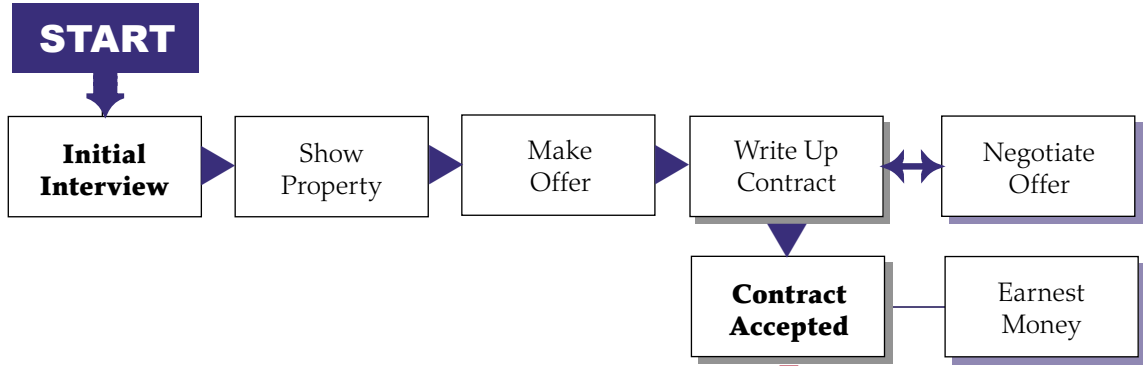 START
Initial
Interview
Show
Property
Make
Offer
Write Up
Contract
Negotiate
Offer
Contract
Accepted
Earnest
Money